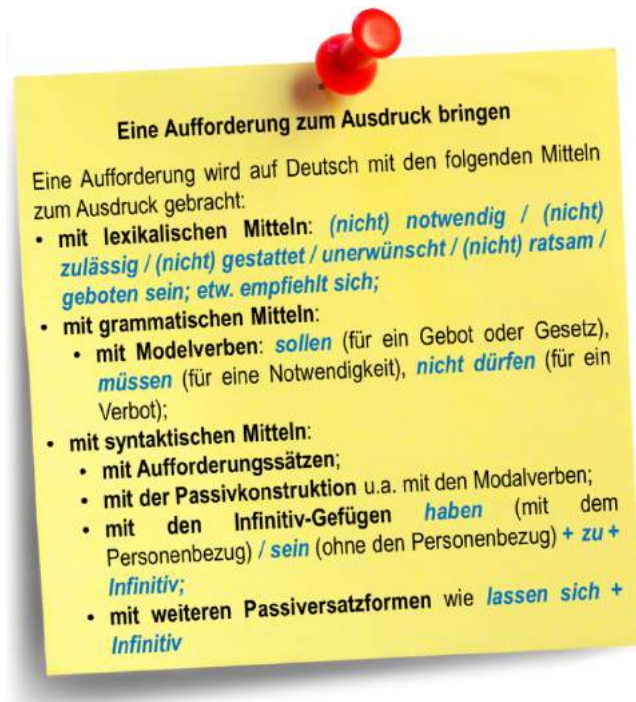 Eine Aufforderung zum Ausdruck bringen
Eine Aufforderung wird auf Deutsch mit den folgenden Mitteln
zum Ausdruck gebracht:
• mit lexikalischen Mitteln: (nicht) notwendig / (nicht)
zulässig / (nicht) gestattet / unerwünscht / (nicht) ratsam /
geboten sein; etw. empfiehlt sich;
• mit grammatischen Mitteln:
• mit Modelverben: sollen (für ein Gebot oder Gesetz),
müssen (für eine Notwendigkeit), nicht dürfen (für ein
Verbot);
• mit syntaktischen Mitteln:
• mit Aufforderungssätzen;
• mit der Passivkonstruktion u.a. mit den Modalverben;
• mit den Infinitiv-Gefügen haben (mit dem
Personenbezug) / sein (ohne den Personenbezug) + zu +
Infinitiv;
• mit weiteren Passiversatzformen wie lassen sich +
Infinitiv